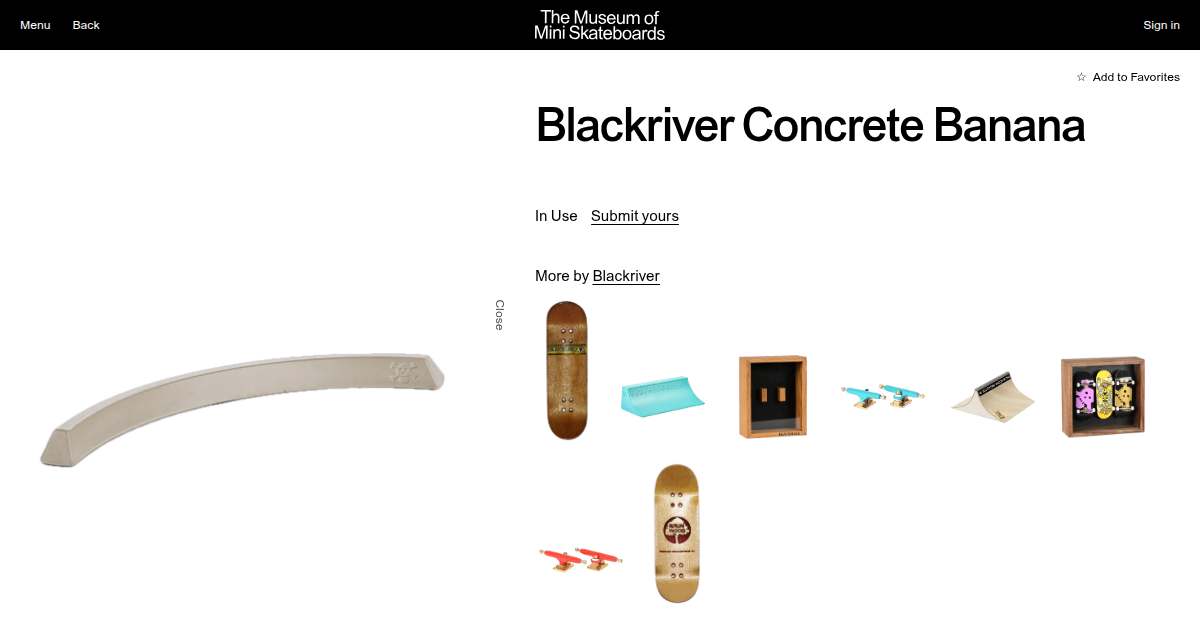 Menu
Back
The Museum of
Mini Skateboards
Sign in
☆ Add to Favorites
Blackriver Concrete Banana
In Use
Submit yours
More by Blackriver
Close